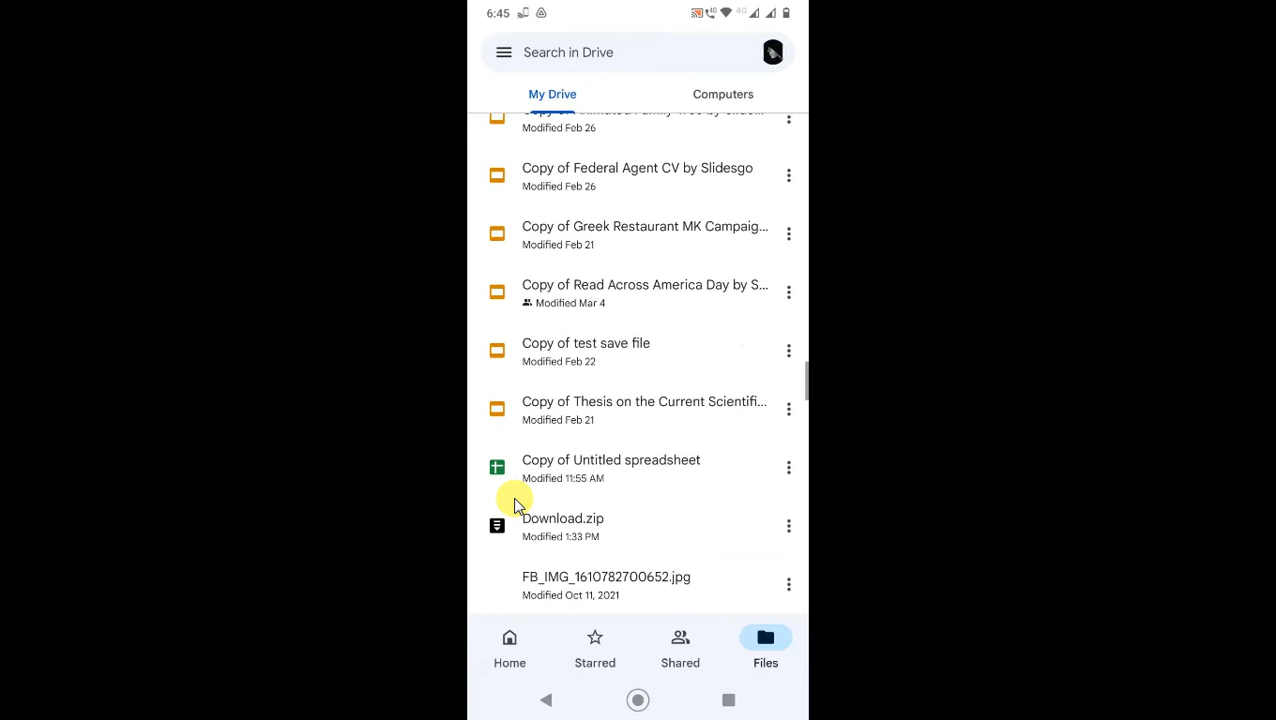 6:45
4G
4G
Search in Drive
My Drive
Computers
Modified Feb 26
Copy of Federal Agent CV by Slidesgo
Modified Feb 26
Copy of Greek Restaurant MK Campaig...
Modified Feb 21
Copy of Read Across America Day by S...
Modified Mar 4
Copy of test save file
Modified Feb 22
Copy of Thesis on the Current Scientifi...
Modified Feb 21
Copy of Untitled spreadsheet
Modified 11:55 AM
Download.zip
Modified 1:33 PM
FB_IMG_1610782700652.jpg
Modified Oct 11, 2021
Home
Starred
Shared
Files